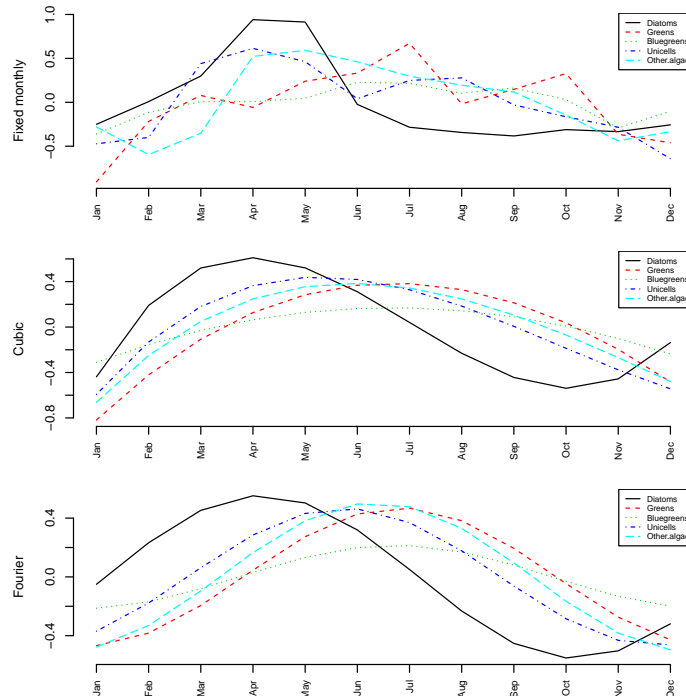 Fixed monthly
1.0
0.5
0.0
−0.5
Diatoms
Greens
Bluegreens
Unicells
Other.algae
Jan Feb Mar Apr May Jun Jul Aug Sep Oct Nov Dec
Cubic
0.4
0.0
−0.4
−0.8
Diatoms
Greens
Bluegreens
Unicells
Other.algae
Jan Feb Mar Apr May Jun Jul Aug Sep Oct Nov Dec
Fourier
0.4
0.0
−0.4
Diatoms
Greens
Bluegreens
Unicells
Other.algae
Jan Feb Mar Apr May Jun Jul Aug Sep Oct Nov Dec